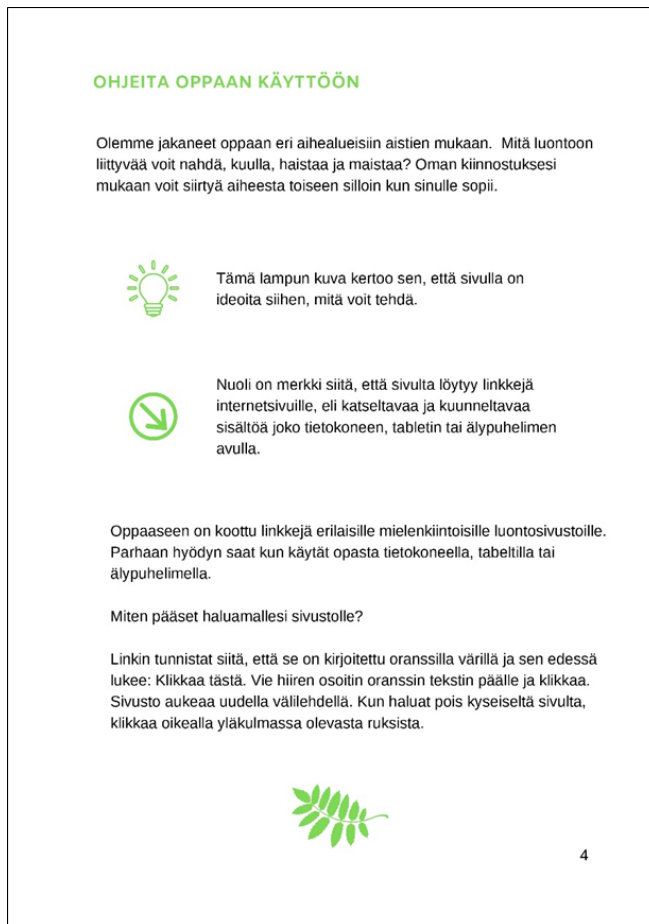 OHJEITA OPPAAN KÄYTTÖÖN
Olemme jakaneet oppaan eri aihealueisiin aistien mukaan.  Mitä luontoon
liittyvää voit nahdä, kuulla, haistaa ja maistaa? Oman kiinnostuksesi
mukaan voit siirtyä aiheesta toiseen silloin kun sinulle sopii.
Tämä lampun kuva kertoo sen, että sivulla on
ideoita siihen, mitä voit tehdä.
Nuoli on merkki siitä, että sivulta löytyy linkkejä
internetsivuille, eli katseltavaa ja kuunneltavaa
sisältöä joko tietokoneen, tabletin tai älypuhelimen
avulla.
Oppaaseen on koottu linkkejä erilaisille mielenkiintoisille luontosivustoille.
Parhaan hyödyn saat kun käytät opasta tietokoneella, tabeltilla tai
älypuhelimella.
Miten pääset haluamallesi sivustolle?
Linkin tunnistat siitä, että se on kirjoitettu oranssilla värillä ja sen edessä
lukee: Klikkaa tästä. Vie hiiren osoitin oranssin tekstin päälle ja klikkaa.
Sivusto aukeaa uudella välilehdellä. Kun haluat pois kyseiseltä sivulta,
klikkaa oikealla yläkulmassa olevasta ruksista.
4